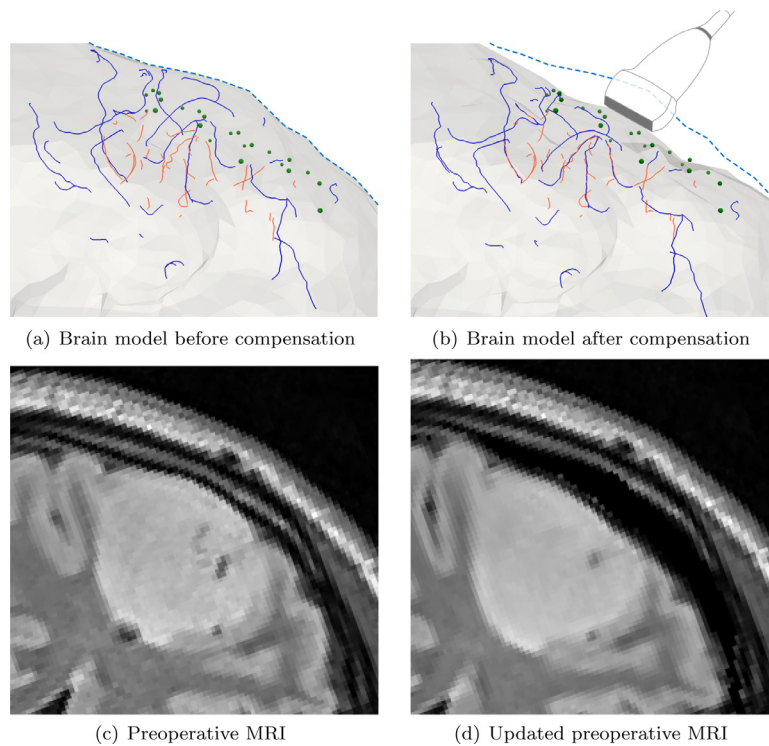 (a) Brain model before compensation
(b) Brain model after compensation
(c) Preoperative MRI
(d) Updated preoperative MRI